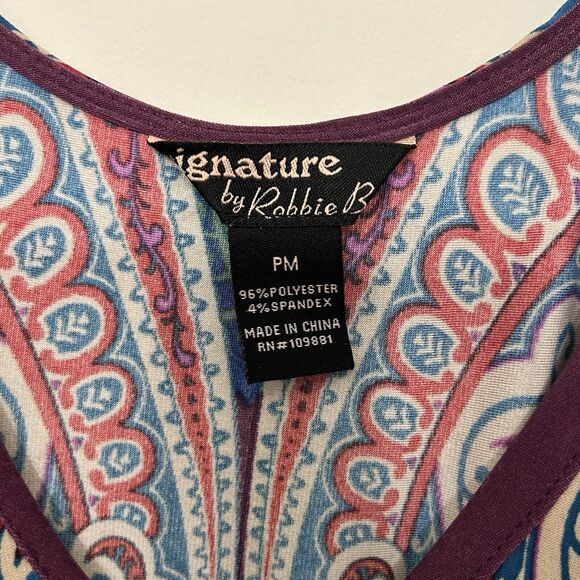 ignature
by Robbie B
PM
96% POLYESTER
4% SPANDEX
MADE IN CHINA
RN#109881